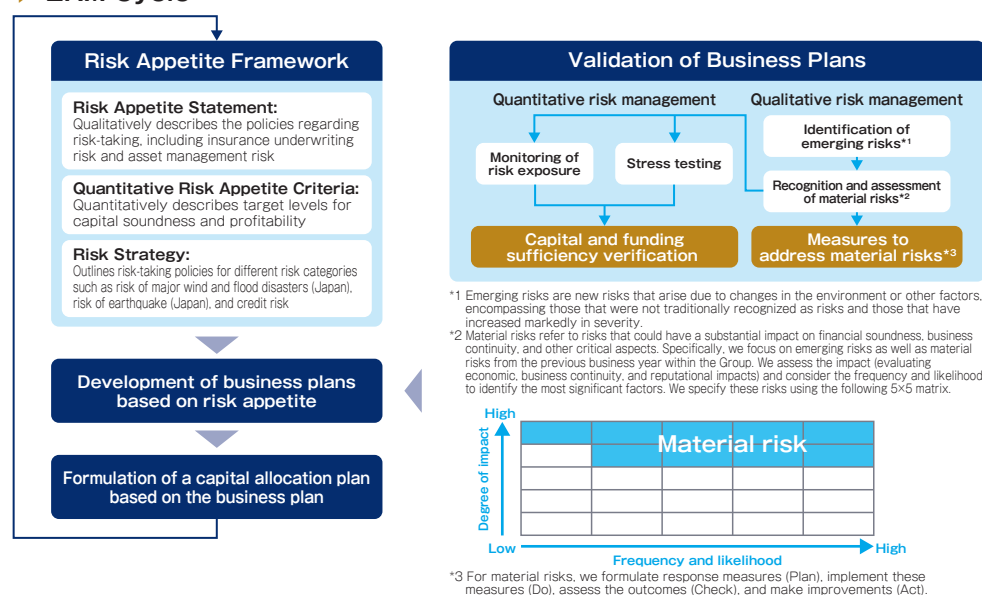 Risk Appetite Framework
Risk Appetite Statement:
Qualitatively describes the policies regarding
risk-taking, including insurance underwriting
risk and asset management risk
Quantitative Risk Appetite Criteria:
Quantitatively describes target levels for
capital soundness and profitability
Risk Strategy:
Outlines risk-taking policies for different risk categories
such as risk of major wind and flood disasters (Japan),
risk of earthquake (Japan), and credit risk
Development of business plans
based on risk appetite
Formulation of a capital allocation plan
based on the business plan
Validation of Business Plans
Quantitative risk management
Qualitative risk management
Monitoring of
risk exposure
Stress testing
Identification of
emerging risks*1
Recognition and assessment
of material risks*2
Capital and funding
sufficiency verification
Measures to
address material risks*3
*1 Emerging risks are new risks that arise due to changes in the environment or other factors,
encompassing those that were not traditionally recognized as risks and those that have
increased markedly in severity.
*2 Material risks refer to risks that could have a substantial impact on financial soundness, business
continuity, and other critical aspects. Specifically, we focus on emerging risks as well as material
risks from the previous business year within the Group. We assess the impact (evaluating
economic, business continuity, and reputational impacts) and consider the frequency and likelihood
to identify the most significant factors. We specify these risks using the following 5×5 matrix.
High
Degree of impact
Material risk
Low
High
Frequency and likelihood
*3 For material risks, we formulate response measures (Plan), implement these
measures (Do), assess the outcomes (Check), and make improvements (Act).